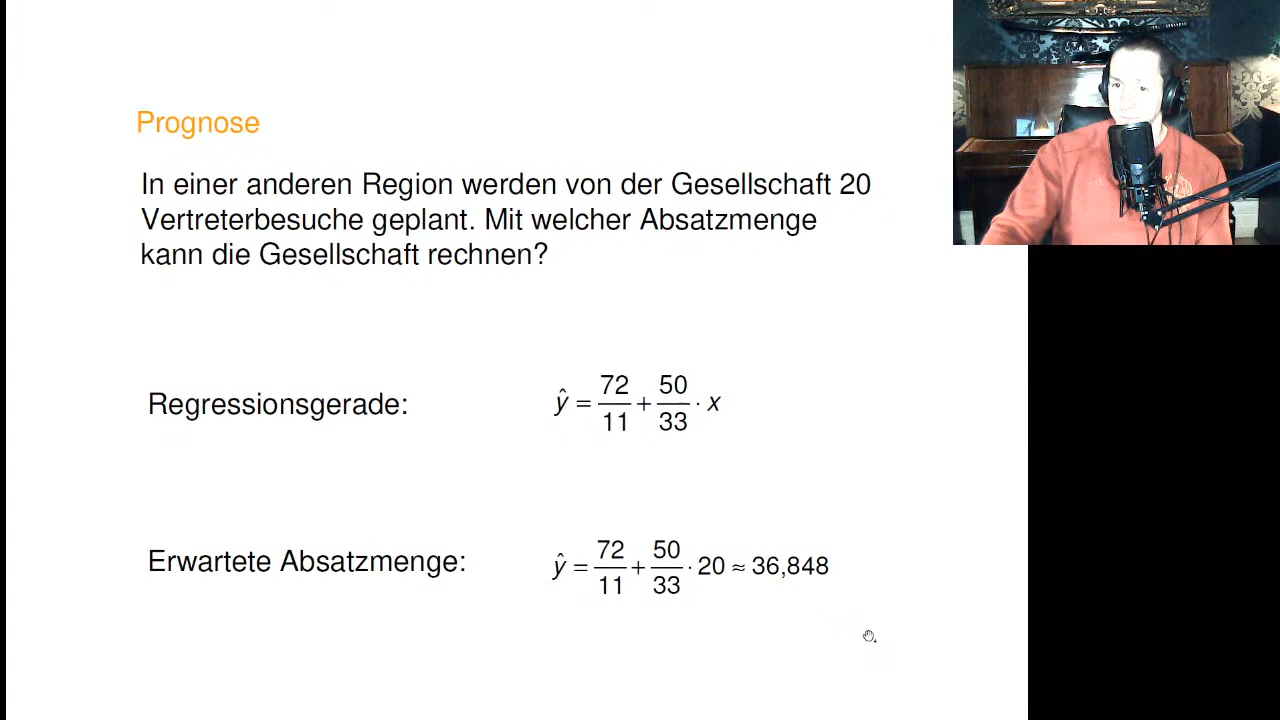 Prognose
In einer anderen Region werden von der Gesellschaft 20
Vertreterbesuche geplant. Mit welcher Absatzmenge
kann die Gesellschaft rechnen?
Regressionsgerade: ŷ = 72/11 + 50/33 · x
Erwartete Absatzmenge: ŷ = 72/11 + 50/33 · 20 ≈ 36,848